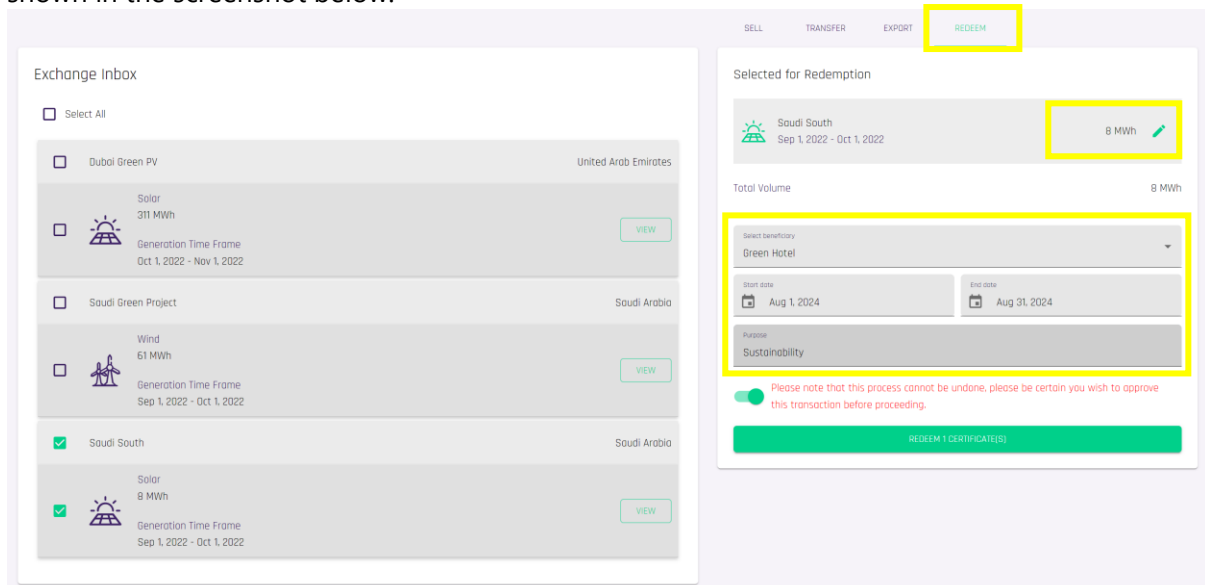 shown in the screenshot below.
SELL TRANSFER EXPORT REDEEM
Exchange Inbox
Select All
Dubai Green PV United Arab Emirates
Solar
311 MWh
Generation Time Frame
Oct 1, 2022 - Nov 1, 2022
VIEW
Saudi Green Project Saudi Arabia
Wind
61 MWh
Generation Time Frame
Sep 1, 2022 - Oct 1, 2022
VIEW
Saudi South Saudi Arabia
Solar
8 MWh
Generation Time Frame
Sep 1, 2022 - Oct 1, 2022
VIEW
Selected for Redemption
Saudi South
Sep 1, 2022 - Oct 1, 2022
8 MWh
Total Volume 8 MWh
Select beneficiary
Green Hotel
Start date
Aug 1, 2024
End date
Aug 31, 2024
Purpose
Sustainability
Please note that this process cannot be undone, please be certain you wish to approve
this transaction before proceeding.
REDEEM 1 CERTIFICATE(S)